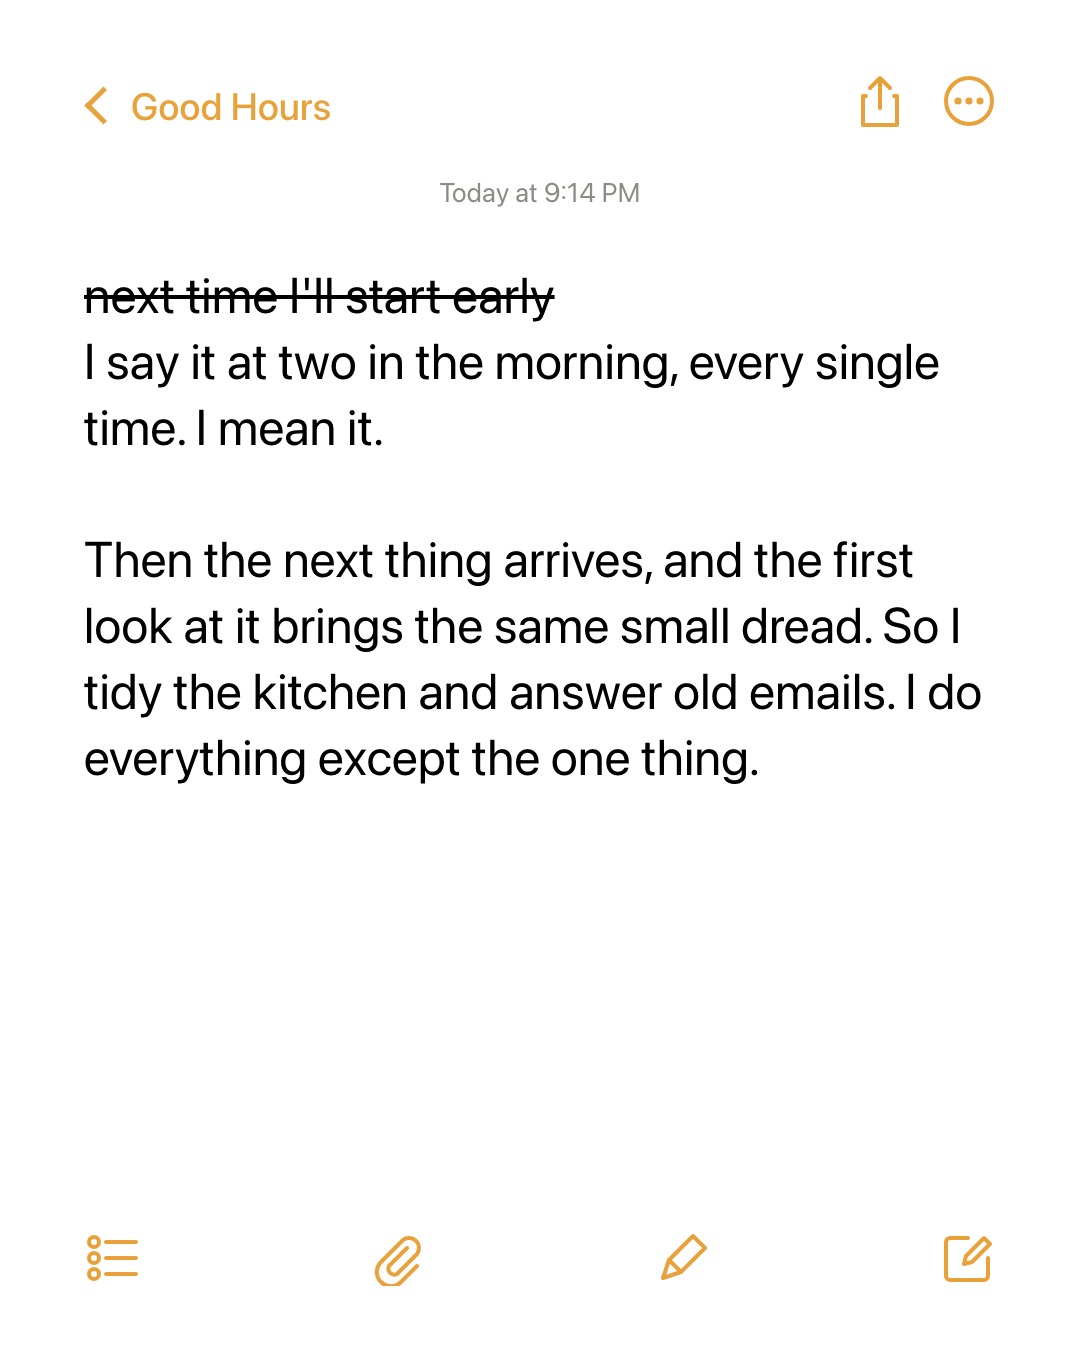 Good Hours
Today at 9:14 PM
next time I'll start early
I say it at two in the morning, every single
time. I mean it.
Then the next thing arrives, and the first
look at it brings the same small dread. So I
tidy the kitchen and answer old emails. I do
everything except the one thing.